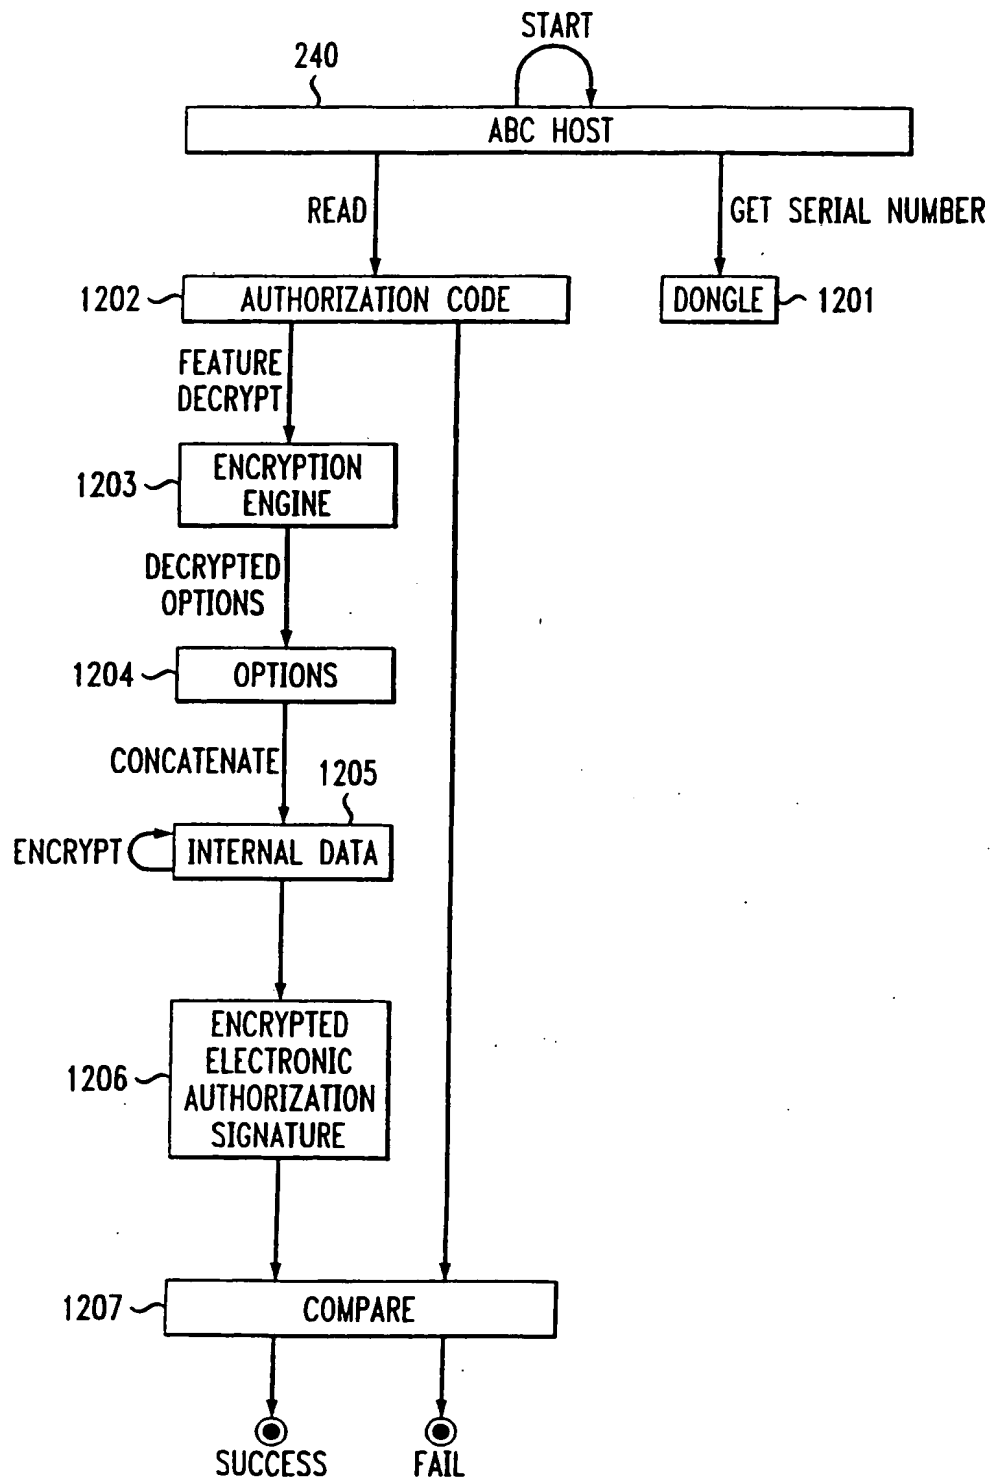 START
240
ABC HOST
READ
GET SERIAL NUMBER
1202
AUTHORIZATION CODE
DONGLE
1201
FEATURE
DECRYPT
1203
ENCRYPTION
ENGINE
DECRYPTED
OPTIONS
1204
OPTIONS
CONCATENATE
1205
ENCRYPT
INTERNAL DATA
1206
ENCRYPTED
ELECTRONIC
AUTHORIZATION
SIGNATURE
1207
COMPARE
SUCCESS
FAIL